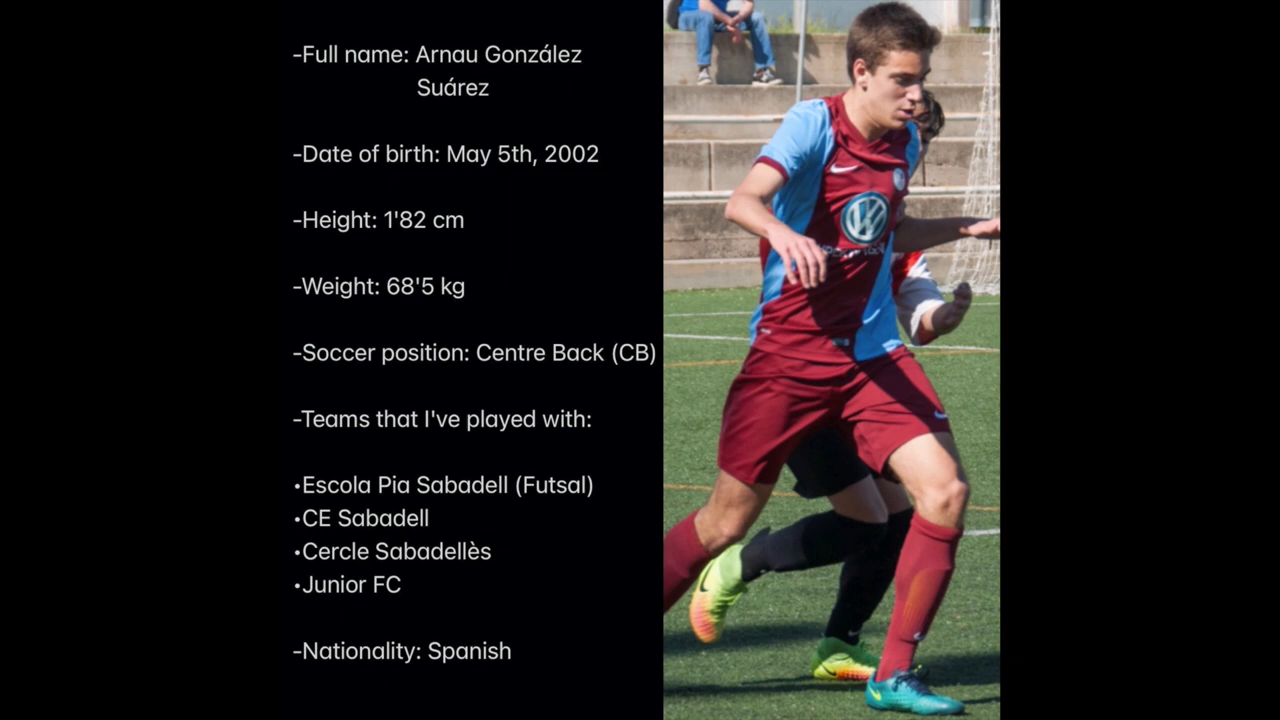 -Full name: Arnau González
Suárez
-Date of birth: May 5th, 2002
-Height: 1'82 cm
-Weight: 68'5 kg
-Soccer position: Centre Back (CB)
-Teams that I've played with:
•Escola Pia Sabadell (Futsal)
•CE Sabadell
•Cercle Sabadellès
•Junior FC
-Nationality: Spanish